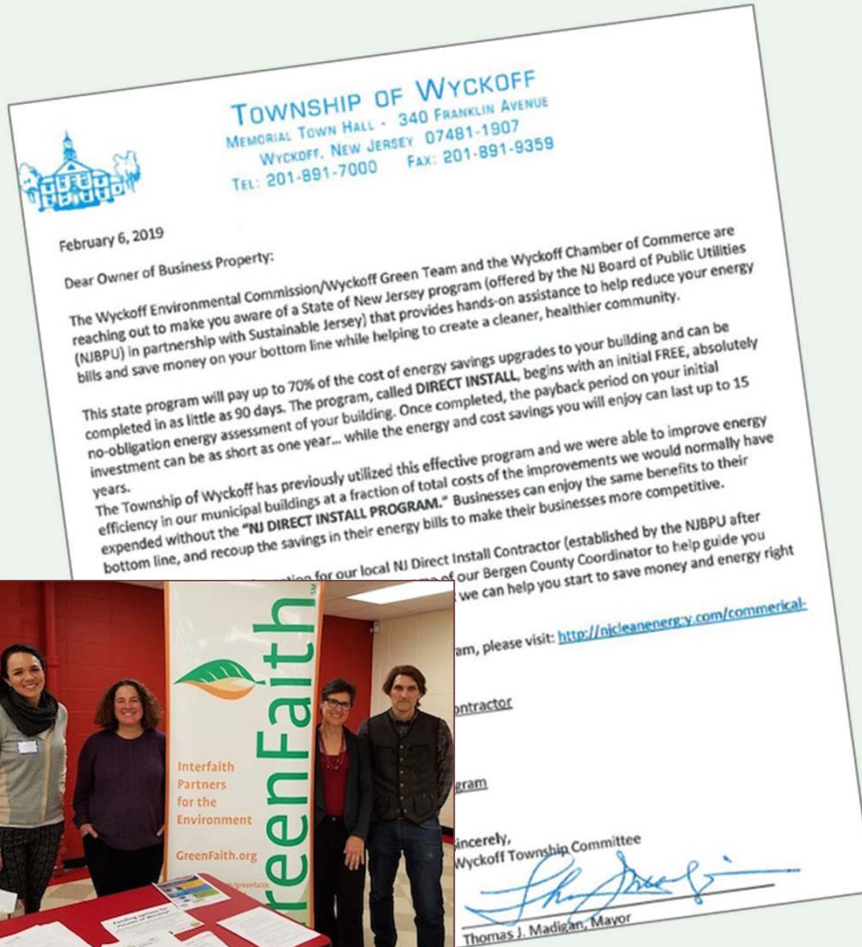 TOWNSHIP OF WYCKOFF
MEMORIAL TOWN HALL - 340 FRANKLIN AVENUE
WYCKOFF, NEW JERSEY 07481-1907
TEL: 201-891-7000 FAX: 201-891-9359
February 6, 2019
Dear Owner of Business Property:
The Wyckoff Environmental Commission/Wyckoff Green Team and the Wyckoff Chamber of Commerce are
reaching out to make you aware of a State of New Jersey program (offered by the NJ Board of Public Utilities
(NJBPU) in partnership with Sustainable Jersey) that provides hands-on assistance to help reduce your energy
bills and save money on your bottom line while helping to create a cleaner, healthier community.
This state program will pay up to 70% of the cost of energy savings upgrades to your building and can be
completed in as little as 90 days. The program, called DIRECT INSTALL, begins with an initial FREE, absolutely
no-obligation energy assessment of your building. Once completed, the payback period on your initial
investment can be as short as one year... while the energy and cost savings you will enjoy can last up to 15
years.
The Township of Wyckoff has previously utilized this effective program and we were able to improve energy
efficiency in our municipal buildings at a fraction of total costs of the improvements we would normally have
expended without the "NJ DIRECT INSTALL PROGRAM." Businesses can enjoy the same benefits to their
bottom line, and recoup the savings in their energy bills to make their businesses more competitive.
for our local NJ Direct Install Contractor (established by the NJBPU after
of our Bergen County Coordinator to help guide you
we can help you start to save money and energy right
am, please visit: http://njcleanenergy.com/commerical-
ontractor
gram
incerely,
Wyckoff Township Committee
Thomas J. Madigan, Mayor
reenFaith
Interfaith
Partners
for the
Environment
GreenFaith.org